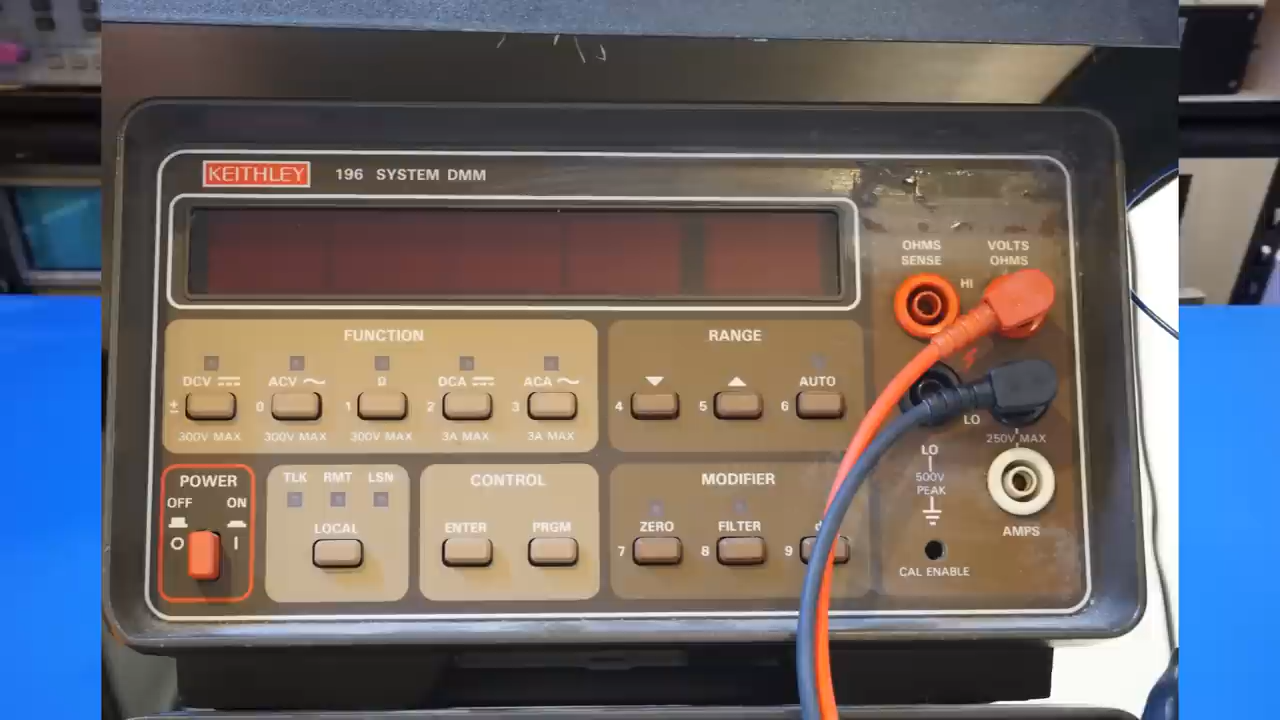 KEITHLEY 196 SYSTEM DMM
OHMS SENSE
VOLTS OHMS
HI
FUNCTION
RANGE
DCV ACV Ω DCA ACA AUTO
± 0 1 2 3 4 5 6
300V MAX 300V MAX 300V MAX 3A MAX 3A MAX
LO
250V MAX
LO
500V PEAK
AMPS
CAL ENABLE
POWER
OFF ON
O I
TLK RMT LSN
LOCAL
CONTROL
ENTER PRGM
MODIFIER
ZERO FILTER
7 8 9